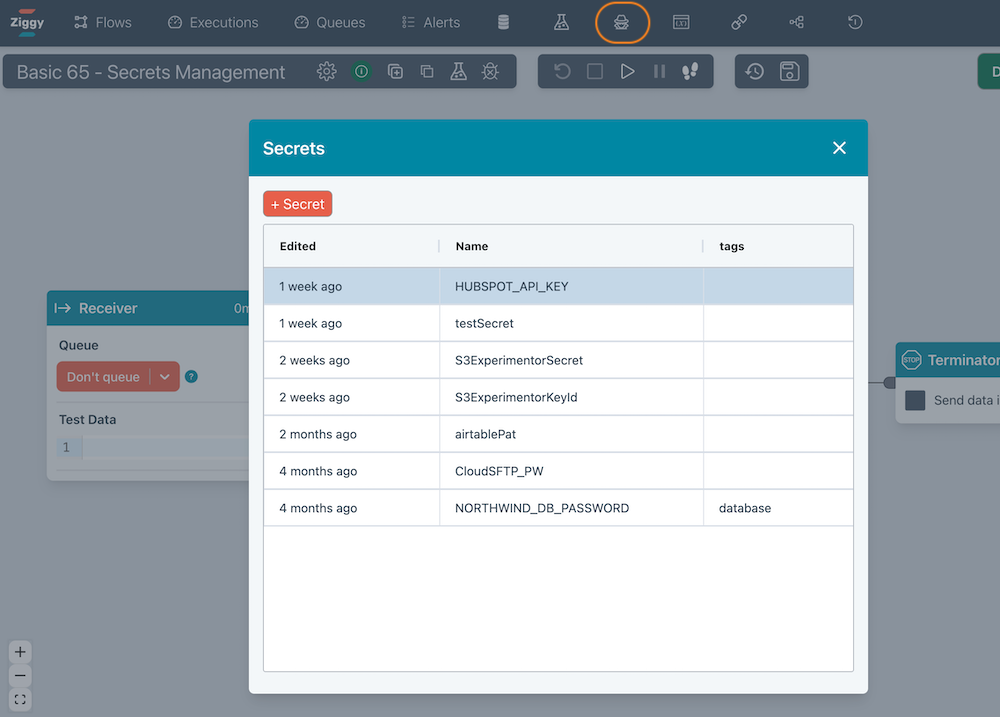 Ziggy Flows Executions Queues Alerts
Basic 65 - Secrets Management
D
Secrets
+ Secret
Edited Name tags
1 week ago HUBSPOT_API_KEY
1 week ago testSecret
2 weeks ago S3ExperimentorSecret
2 weeks ago S3ExperimentorKeyId
2 months ago airtablePat
4 months ago CloudSFTP_PW
4 months ago NORTHWIND_DB_PASSWORD database
Receiver 0m
Queue
Don't queue ?
Test Data
1
STOP Terminator
Send data i
+
−